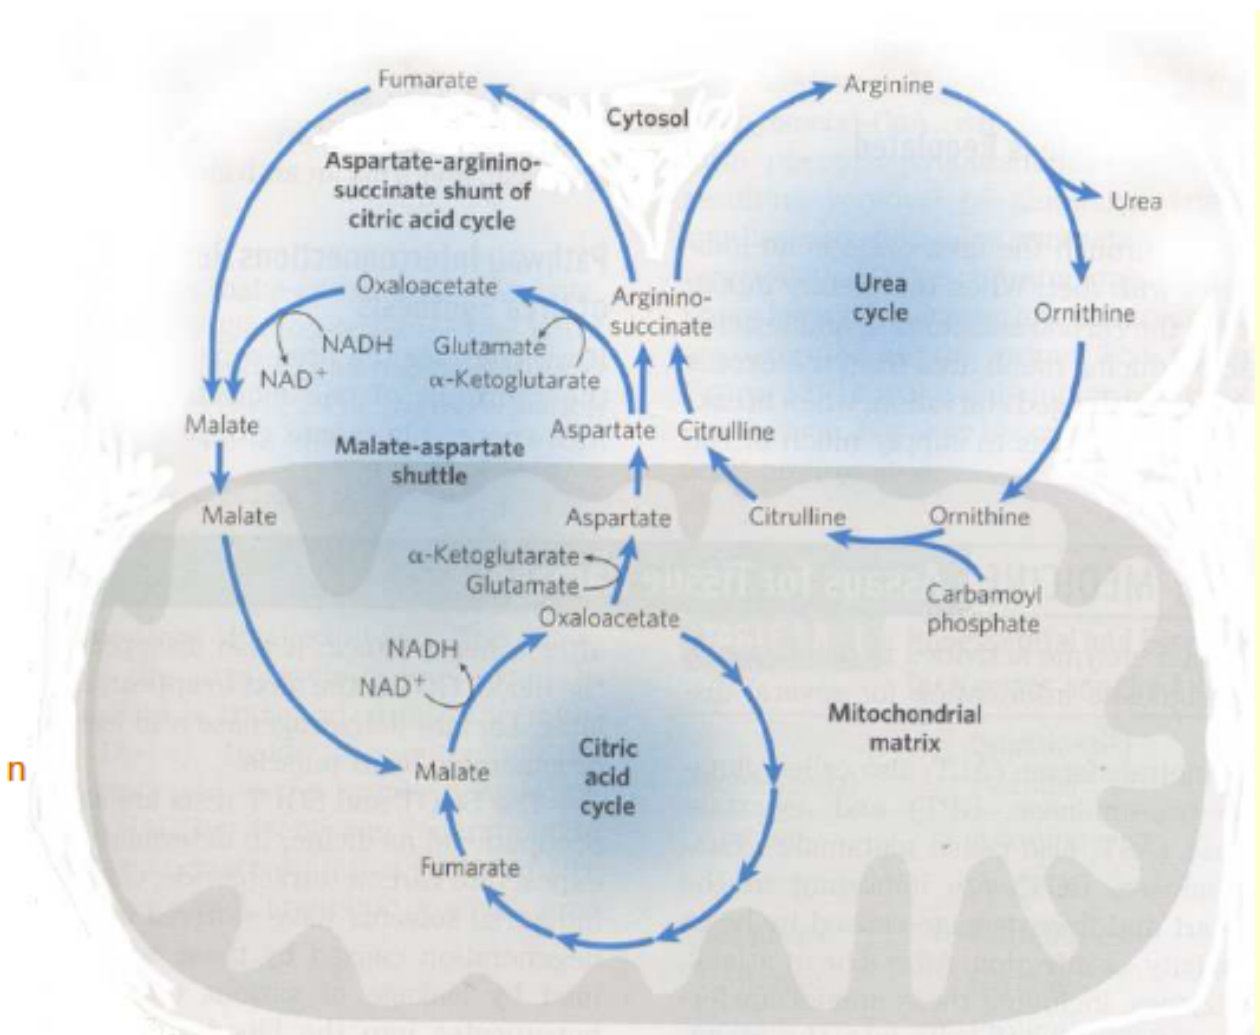 Fumarate
Arginine
Cytosol
Aspartate-arginino-
succinate shunt of
citric acid cycle
Urea
Oxaloacetate
Arginino-
succinate
Urea
cycle
Ornithine
NADH
NAD+
Glutamate
α-Ketoglutarate
Malate
Aspartate
Citrulline
Malate-aspartate
shuttle
Malate
Aspartate
Citrulline
Ornithine
α-Ketoglutarate
Glutamate
Oxaloacetate
Carbamoyl
phosphate
NADH
NAD+
Mitochondrial
matrix
Citric
acid
cycle
n
Malate
Fumarate